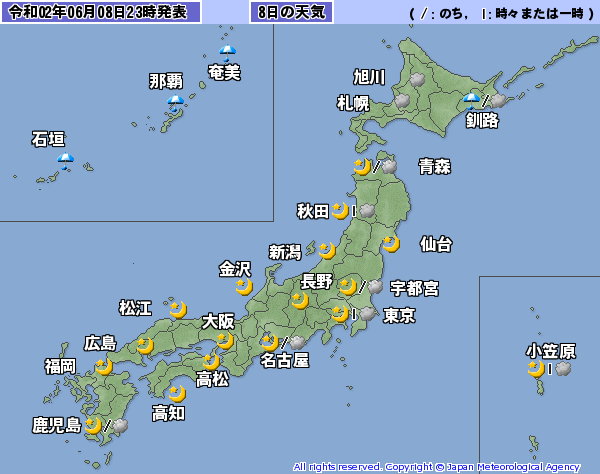 令和02年06月08日23時発表
8日の天気
( / : のち, | : 時々または一時 )
奄美
那覇
石垣
旭川
札幌
釧路
青森
秋田
仙台
新潟
金沢
長野
宇都宮
松江
大阪
東京
広島
名古屋
福岡
高松
小笠原
高知
鹿児島
/
/
|
/
|
/
/
|
All rights reserved. Copyright © Japan Meteorological Agency